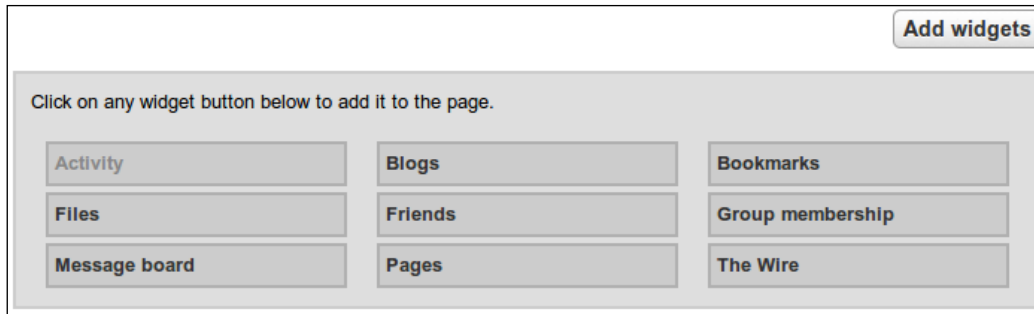 Add widgets
Click on any widget button below to add it to the page.
Activity Blogs Bookmarks
Files Friends Group membership
Message board Pages The Wire